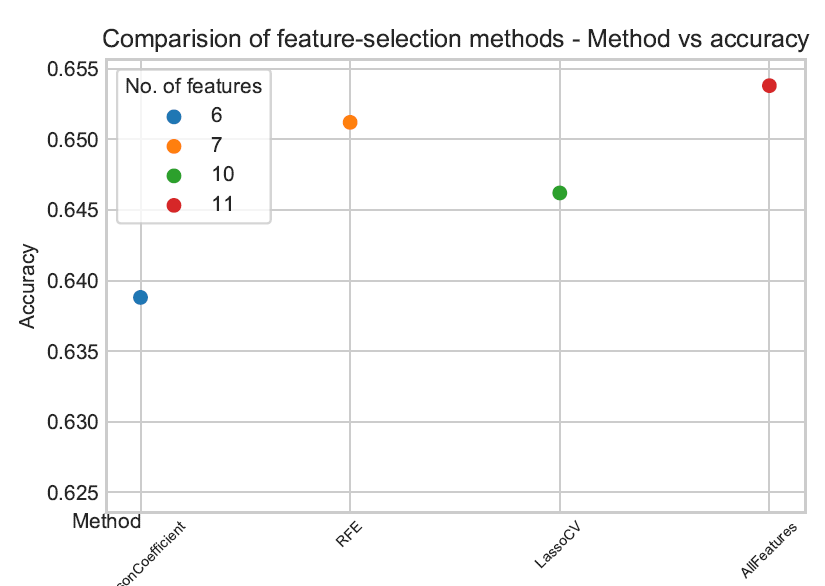 Comparision of feature-selection methods - Method vs accuracy
0.655
0.650
0.645
0.640
0.635
0.630
0.625
Accuracy
No. of features
6
7
10
11
Method
sonCoefficient
RFE
LassoCV
AllFeatures